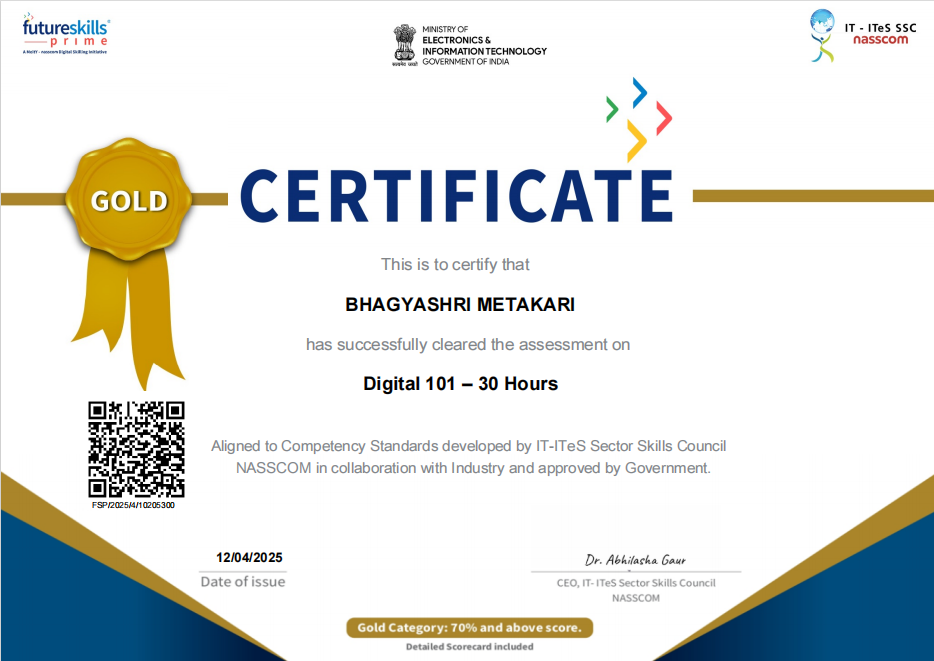 futureskills
prime
A MeitY - nasscom Digital Skilling Initiative
सत्यमेव जयते
MINISTRY OF
ELECTRONICS &
INFORMATION TECHNOLOGY
GOVERNMENT OF INDIA
IT - ITeS SSC
nasscom
GOLD
CERTIFICATE
This is to certify that
BHAGYASHRI METAKARI
has successfully cleared the assessment on
Digital 101 – 30 Hours
Aligned to Competency Standards developed by IT-ITeS Sector Skills Council
NASSCOM in collaboration with Industry and approved by Government.
FSP/2025/4/10205300
12/04/2025
Date of issue
Dr. Abhilasha Gaur
CEO, IT- ITeS Sector Skills Council
NASSCOM
Gold Category: 70% and above score.
Detailed Scorecard included